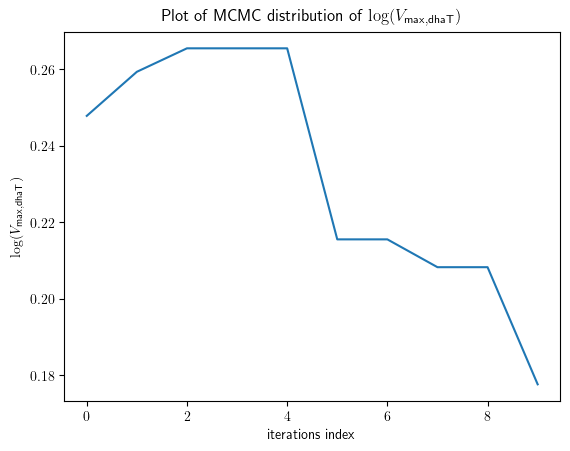 Plot of MCMC distribution of log(V_max,dhaT)
0.26
0.24
0.22
0.20
0.18
log(V_max,dhaT)
0 2 4 6 8
iterations index